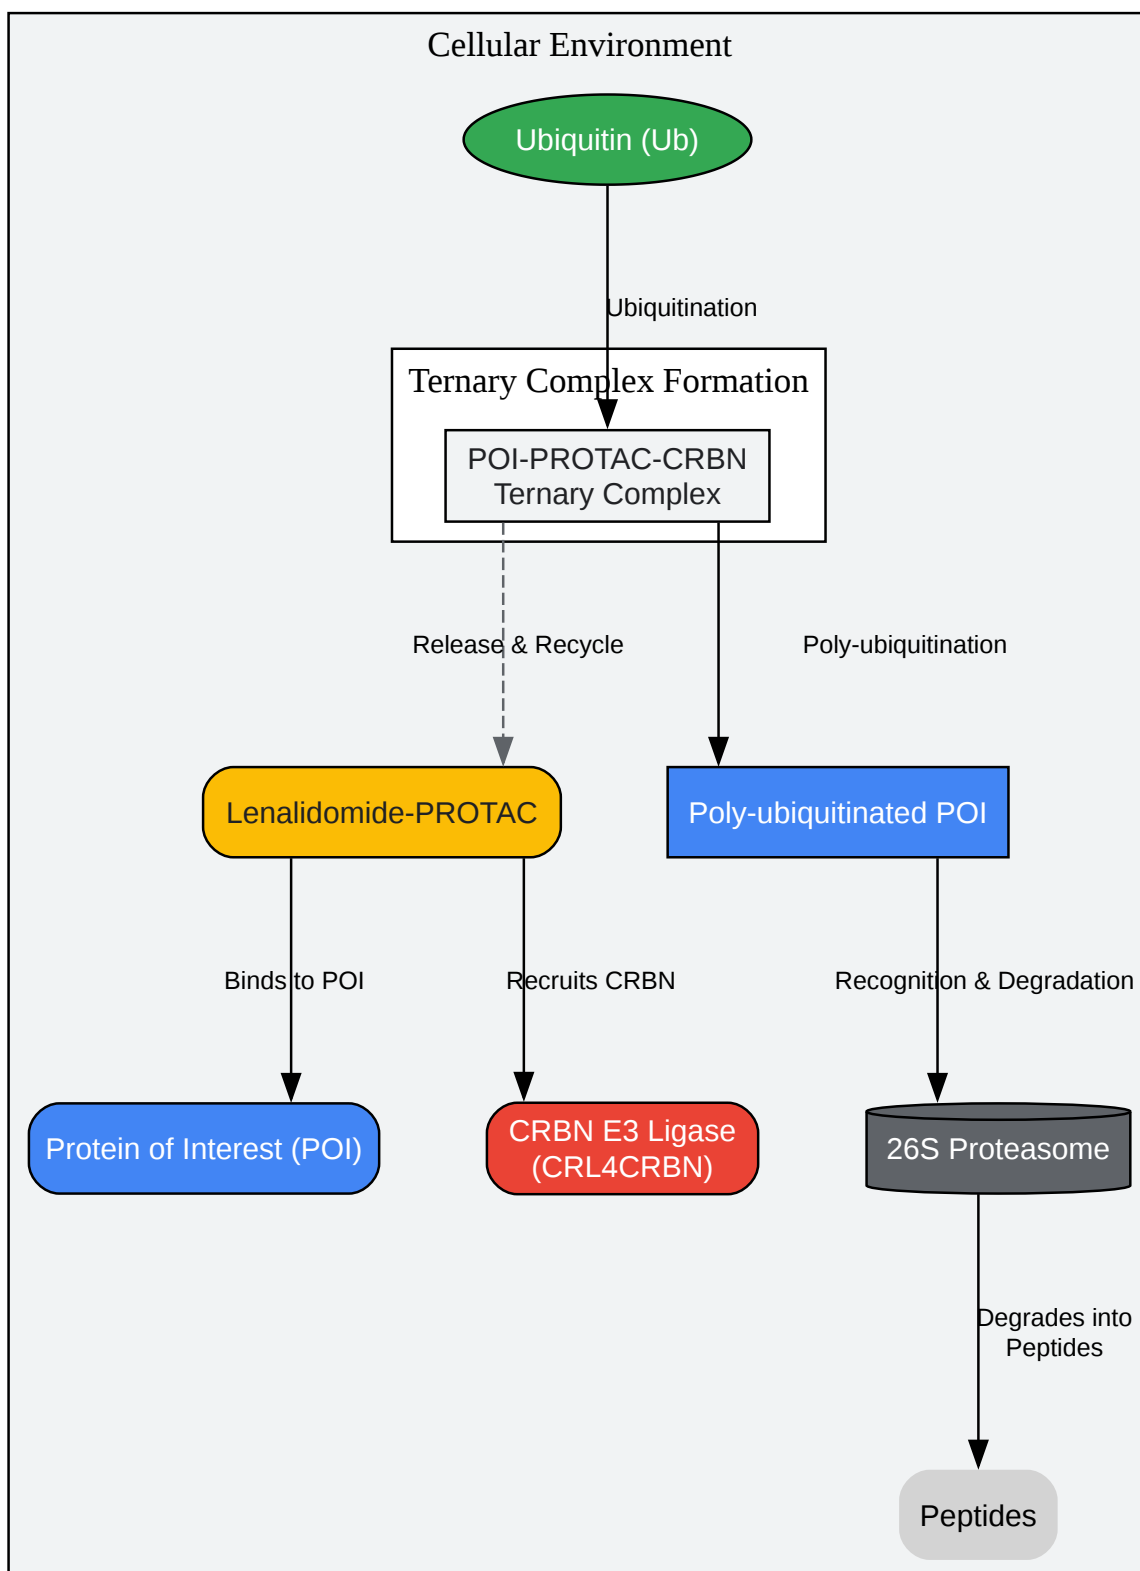 Cellular Environment
Ubiquitin (Ub)
Ubiquitination
Ternary Complex Formation
POI-PROTAC-CRBN
Ternary Complex
Release & Recycle
Poly-ubiquitination
Lenalidomide-PROTAC
Poly-ubiquitinated POI
Binds to POI
Recruits CRBN
Recognition & Degradation
Protein of Interest (POI)
CRBN E3 Ligase
(CRL4CRBN)
26S Proteasome
Degrades into
Peptides
Peptides